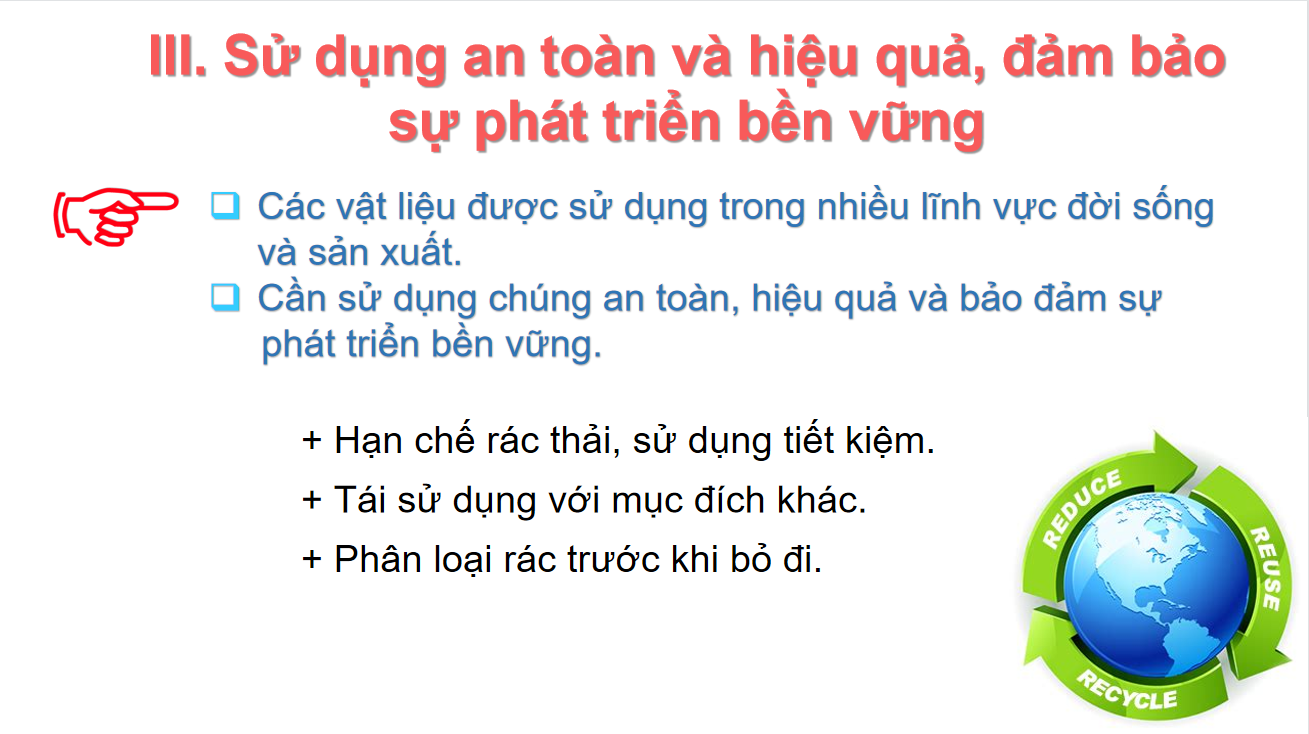 III. Sử dụng an toàn và hiệu quả, đảm bảo
sự phát triển bền vững
Các vật liệu được sử dụng trong nhiều lĩnh vực đời sống
và sản xuất.
Cần sử dụng chúng an toàn, hiệu quả và bảo đảm sự
phát triển bền vững.
+ Hạn chế rác thải, sử dụng tiết kiệm.
+ Tái sử dụng với mục đích khác.
+ Phân loại rác trước khi bỏ đi.
REDUCE
REUSE
RECYCLE